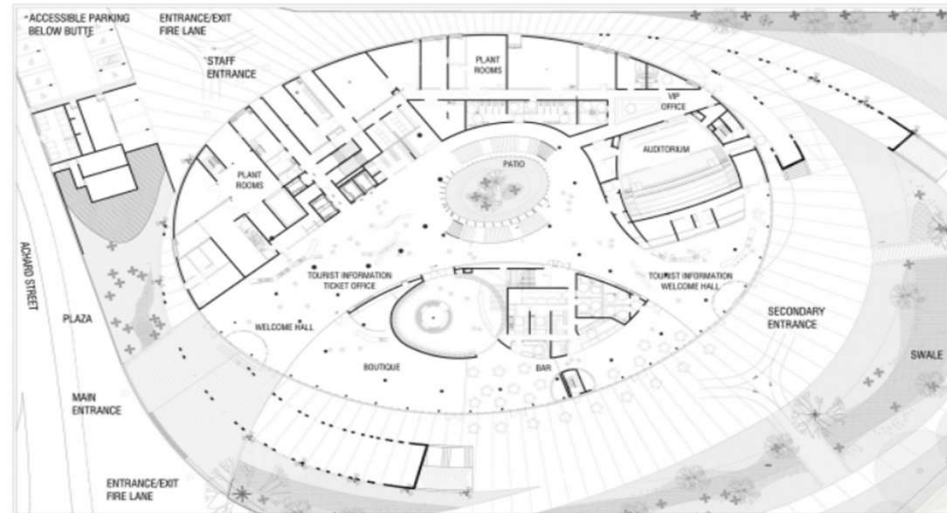 ACCESSIBLE PARKING
BELOW BUTTE
ENTRANCE/EXIT
FIRE LANE
STAFF
ENTRANCE
PLANT
ROOMS
VIP
OFFICE
AUDITORIUM
PATIO
PLANT
ROOMS
ACHARD STREET
TOURIST INFORMATION
TICKET OFFICE
TOURIST INFORMATION
WELCOME HALL
PLAZA
WELCOME HALL
SECONDARY
ENTRANCE
SWALE
BOUTIQUE
BAR
MAIN
ENTRANCE
ENTRANCE/EXIT
FIRE LANE